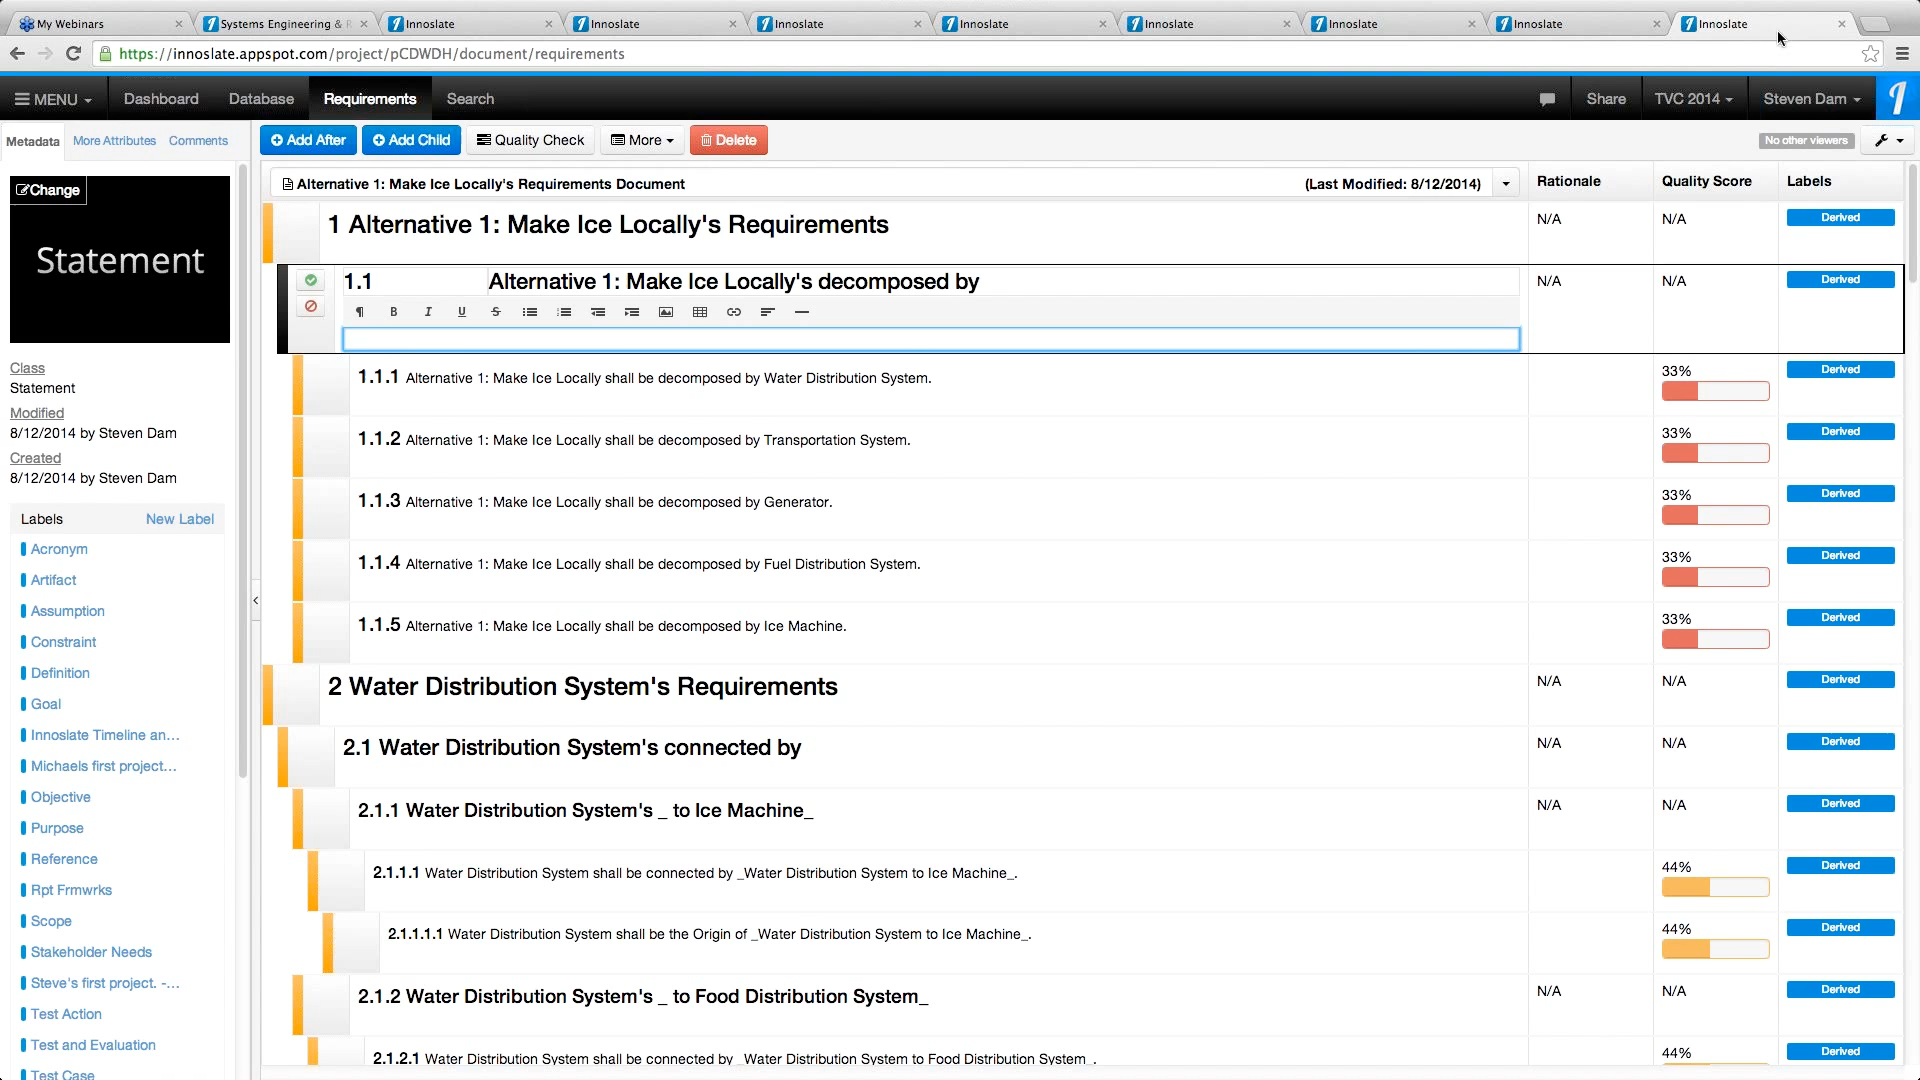 My Webinars
Systems Engineering &
Innoslate
Innoslate
Innoslate
Innoslate
Innoslate
Innoslate
Innoslate
Innoslate
https://innoslate.appspot.com/project/pCDWDH/document/requirements
MENU
Dashboard
Database
Requirements
Search
Share
TVC 2014
Steven Dam
Metadata
More Attributes
Comments
Add After
Add Child
Quality Check
More
Delete
No other viewers
Change
Statement
Class
Statement
Modified
8/12/2014 by Steven Dam
Created
8/12/2014 by Steven Dam
Labels
New Label
Acronym
Artifact
Assumption
Constraint
Definition
Goal
Innoslate Timeline an...
Michaels first project...
Objective
Purpose
Reference
Rpt Frmwrks
Scope
Stakeholder Needs
Steve's first project. -...
Test Action
Test and Evaluation
Test Case
Alternative 1: Make Ice Locally's Requirements Document
(Last Modified: 8/12/2014)
Rationale
Quality Score
Labels
1 Alternative 1: Make Ice Locally's Requirements
N/A
N/A
Derived
1.1 Alternative 1: Make Ice Locally's decomposed by
N/A
N/A
Derived
B I U S
1.1.1 Alternative 1: Make Ice Locally shall be decomposed by Water Distribution System.
33%
Derived
1.1.2 Alternative 1: Make Ice Locally shall be decomposed by Transportation System.
33%
Derived
1.1.3 Alternative 1: Make Ice Locally shall be decomposed by Generator.
33%
Derived
1.1.4 Alternative 1: Make Ice Locally shall be decomposed by Fuel Distribution System.
33%
Derived
1.1.5 Alternative 1: Make Ice Locally shall be decomposed by Ice Machine.
33%
Derived
2 Water Distribution System's Requirements
N/A
N/A
Derived
2.1 Water Distribution System's connected by
N/A
N/A
Derived
2.1.1 Water Distribution System's _ to Ice Machine_
N/A
N/A
Derived
2.1.1.1 Water Distribution System shall be connected by _Water Distribution System to Ice Machine_.
44%
Derived
2.1.1.1.1 Water Distribution System shall be the Origin of _Water Distribution System to Ice Machine_.
44%
Derived
2.1.2 Water Distribution System's _ to Food Distribution System_
N/A
N/A
Derived
2.1.2.1 Water Distribution System shall be connected by _Water Distribution System to Food Distribution System_.
44%
Derived